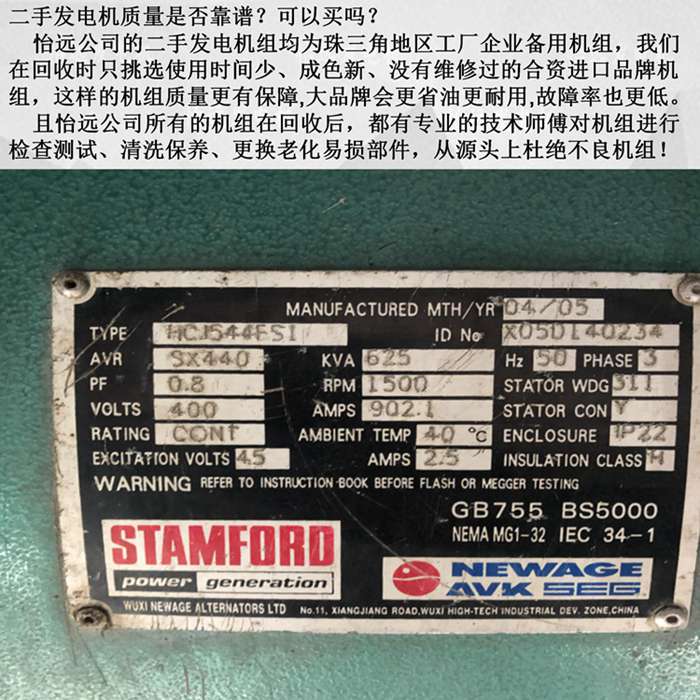 二手发电机质量是否靠谱？可以买吗？
怡远公司的二手发电机组均为珠三角地区工厂企业备用机组，我们
在回收时只挑选使用时间少、成色新、没有维修过的合资进口品牌机
组，这样的机组质量更有保障,大品牌会更省油更耐用,故障率也更低。
且怡远公司所有的机组在回收后，都有专业的技术师傅对机组进行
检查测试、清洗保养、更换老化易损部件，从源头上杜绝不良机组！
MANUFACTURED MTH/YR 04/05
TYPE HCJ544FS1 ID No X05D140234
AVR SX440 KVA 625 Hz 50 PHASE 3
PF 0.8 RPM 1500 STATOR WDG 311
VOLTS 400 AMPS 902.1 STATOR CON Y
RATING CONT AMBIENT TEMP 40 °C ENCLOSURE IP22
EXCITATION VOLTS 45 AMPS 2.5 INSULATION CLASS H
WARNING REFER TO INSTRUCTION BOOK BEFORE FLASH OR MEGGER TESTING
GB755 BS5000
NEMA MG1-32 IEC 34-1
STAMFORD
power generation
NEWAGE
AVK SEG
WUXI NEWAGE ALTERNATORS LTD No.11, XIANGJIANG ROAD,WUXI HIGH-TECH INDUSTRIAL DEV. ZONE,CHINA